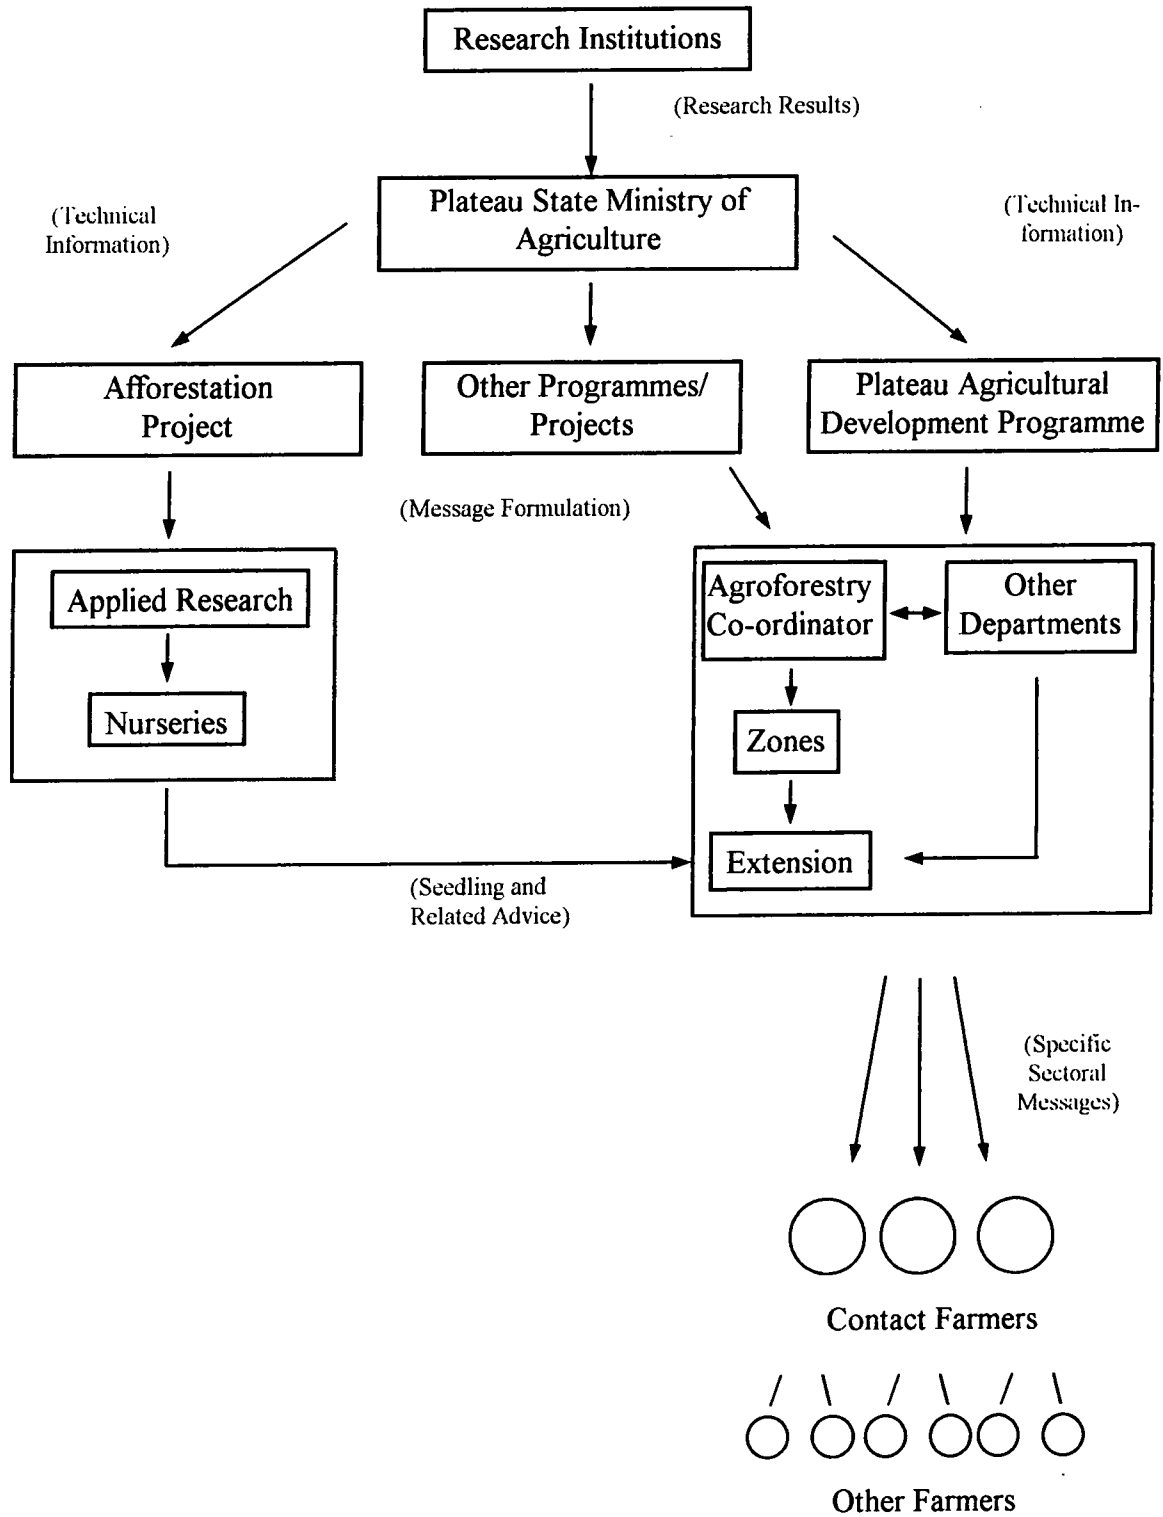 Research Institutions
(Research Results)
Plateau State Ministry of
Agriculture
(Technical
Information)
(Technical In-
formation)
Afforestation
Project
Other Programmes/
Projects
Plateau Agricultural
Development Programme
(Message Formulation)
Applied Research
Nurseries
Agroforestry
Co-ordinator
Other
Departments
Zones
Extension
(Seedling and
Related Advice)
(Specific
Sectoral
Messages)
Contact Farmers
Other Farmers